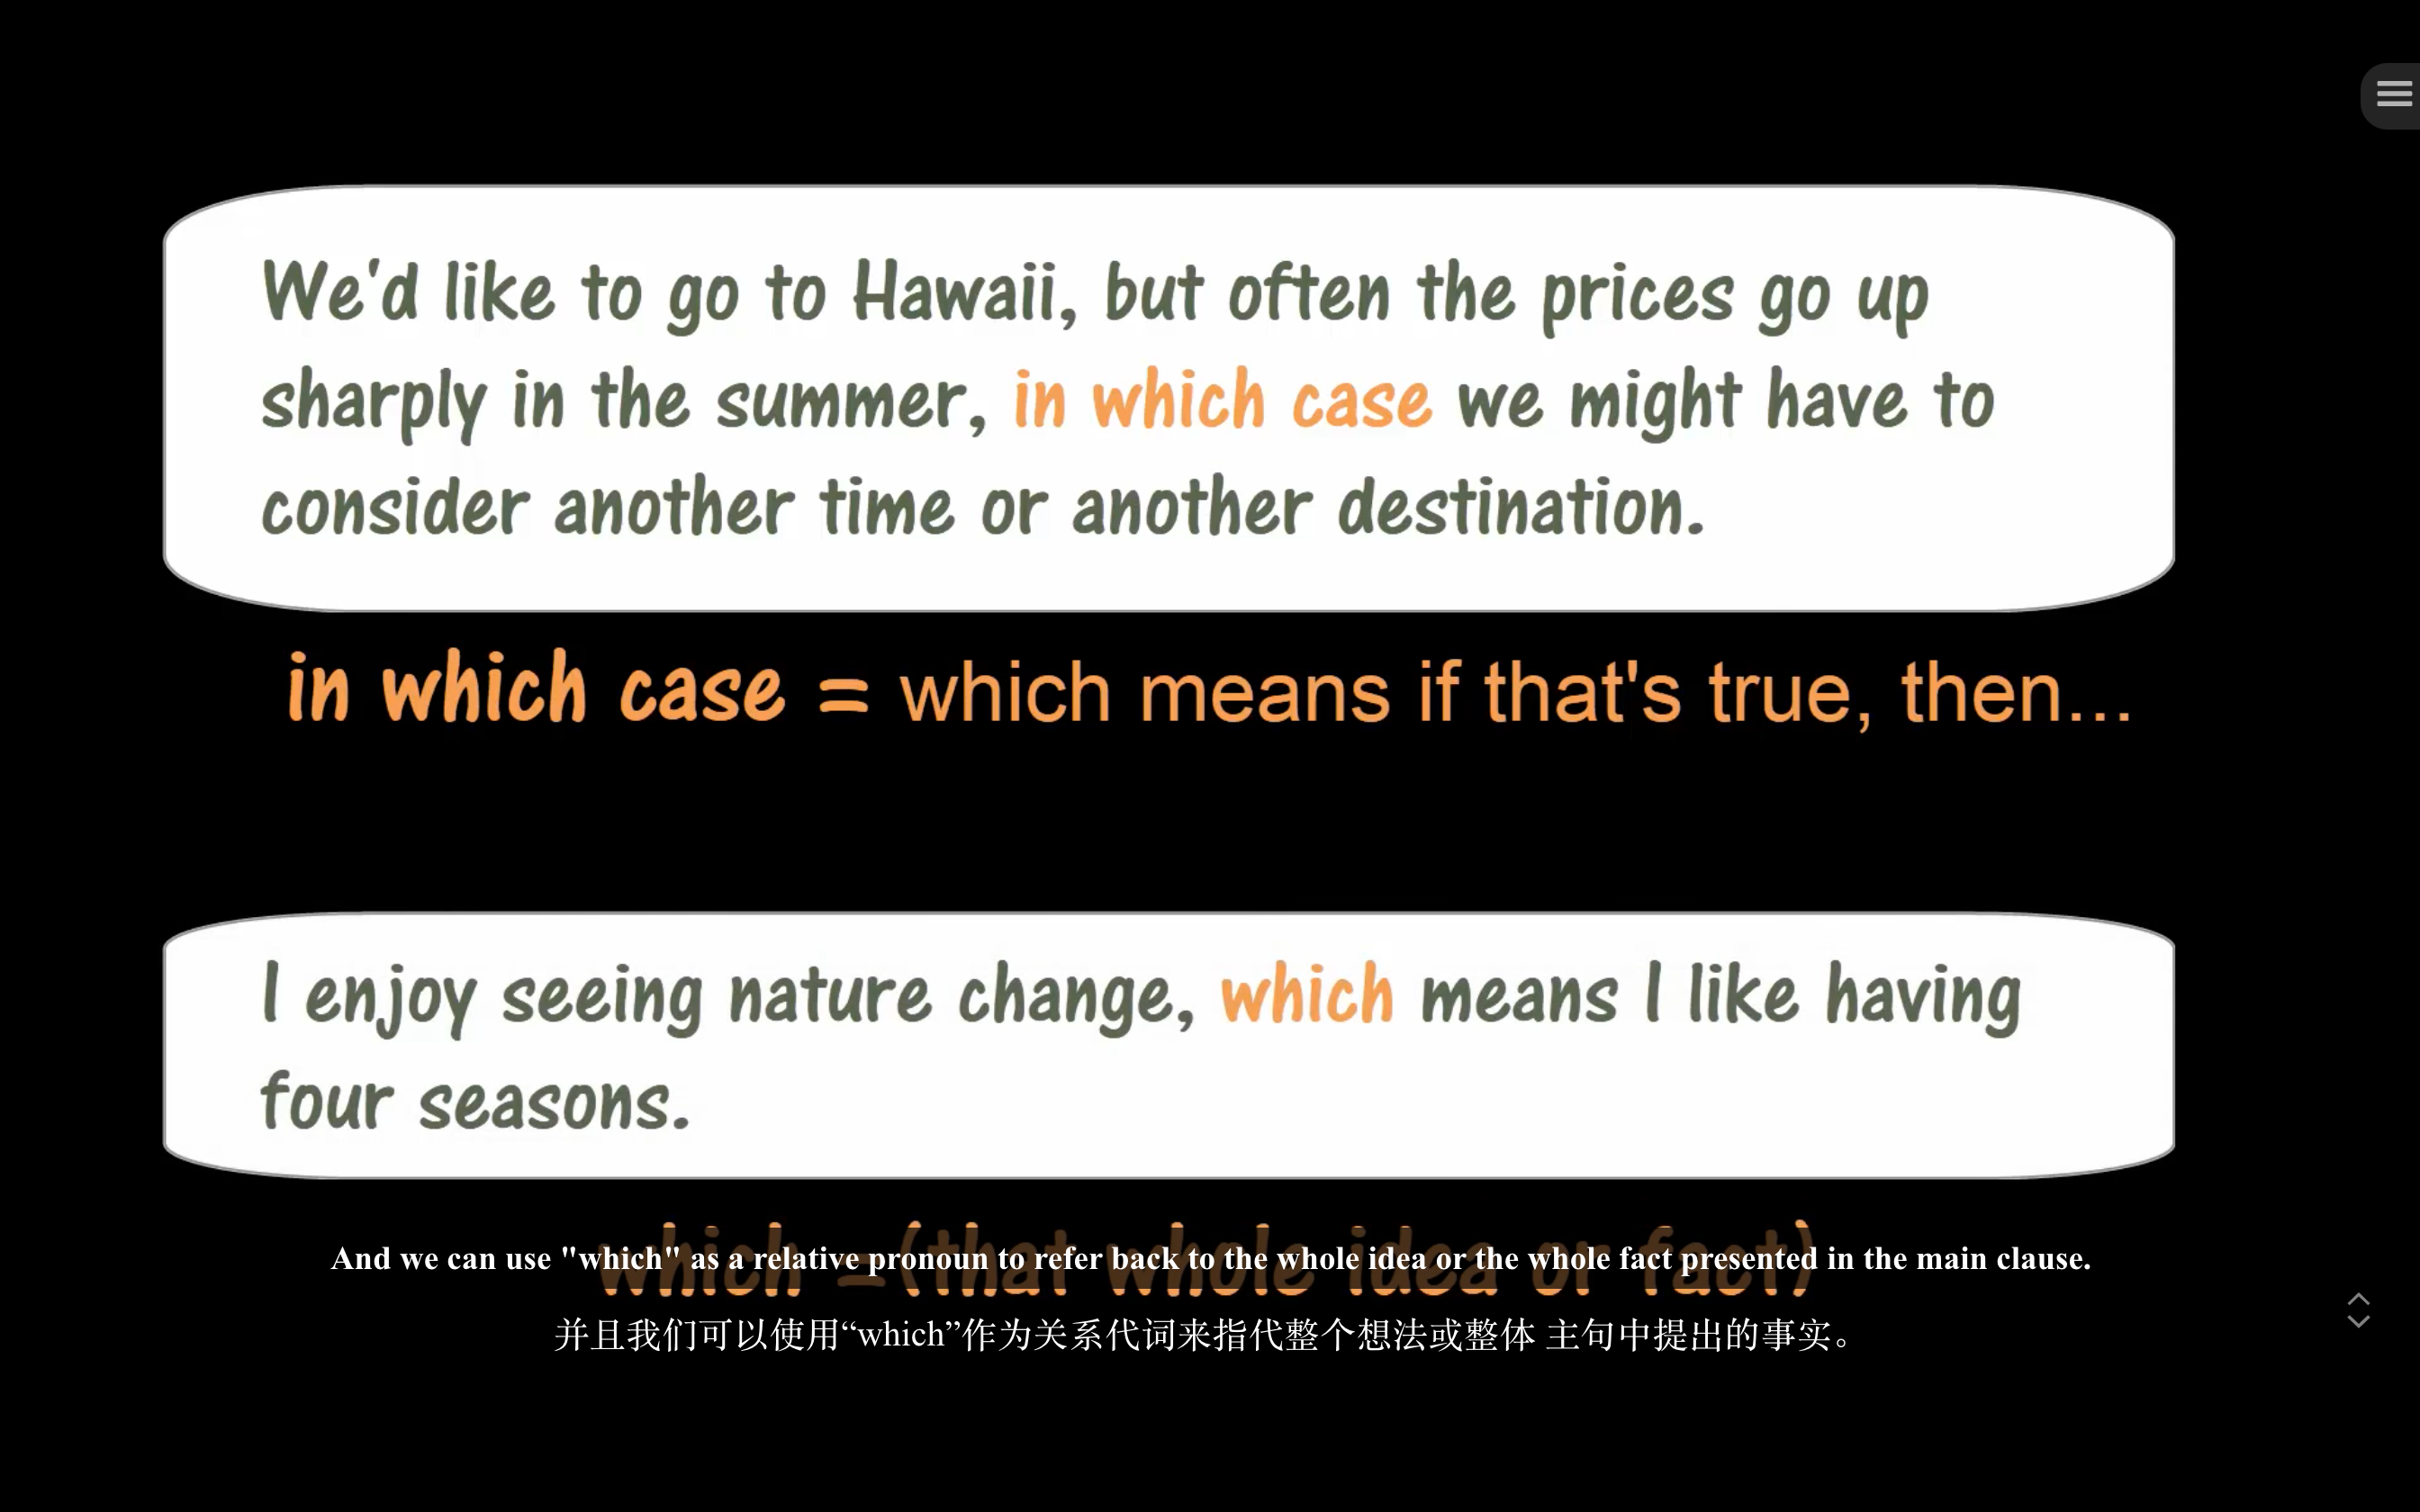 We'd like to go to Hawaii, but often the prices go up
sharply in the summer, in which case we might have to
consider another time or another destination.
in which case = which means if that's true, then...
I enjoy seeing nature change, which means I like having
four seasons.
which =(that whole idea or fact)
And we can use "which" as a relative pronoun to refer back to the whole idea or the whole fact presented in the main clause.
并且我们可以使用“which”作为关系代词来指代整个想法或整体 主句中提出的事实。